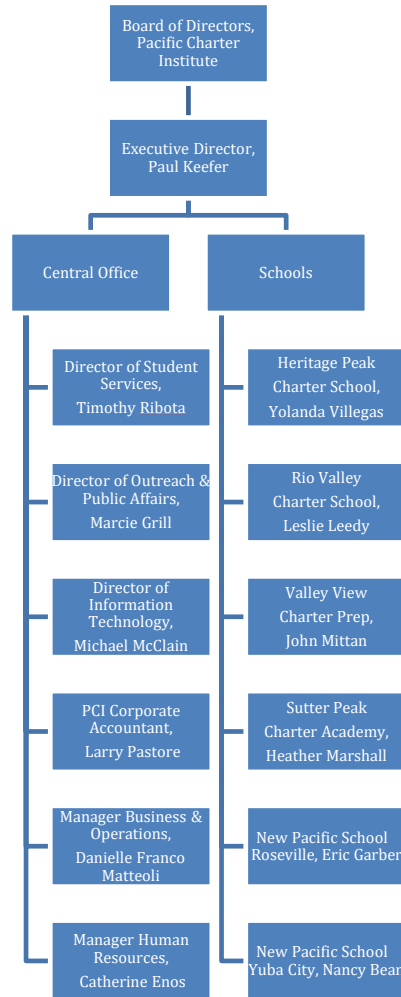 Board of Directors,
Pacific Charter
Institute
Executive Director,
Paul Keefer
Central Office
Schools
Director of Student
Services,
Timothy Ribota
Director of Outreach &
Public Affairs,
Marcie Grill
Director of
Information
Technology,
Michael McClain
PCI Corporate
Accountant,
Larry Pastore
Manager Business &
Operations,
Danielle Franco
Matteoli
Manager Human
Resources,
Catherine Enos
Heritage Peak
Charter School,
Yolanda Villegas
Rio Valley
Charter School,
Leslie Leedy
Valley View
Charter Prep,
John Mittan
Sutter Peak
Charter Academy,
Heather Marshall
New Pacific School
Roseville, Eric Garber
New Pacific School
Yuba City, Nancy Bear